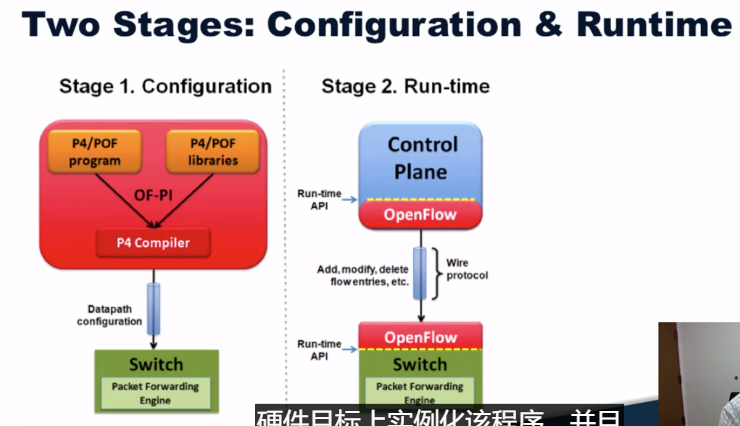 Two Stages: Configuration & Runtime
Stage 1. Configuration
P4/POF
program
P4/POF
libraries
OF-PI
P4 Compiler
Datapath
configuration
Switch
Packet Forwarding
Engine
Stage 2. Run-time
Control
Plane
Run-time
API
OpenFlow
Add, modify, delete
flow entries, etc.
Wire
protocol
OpenFlow
Run-time
API
Switch
Packet Forwarding
Engine
硬件目标上实例化该程序，并且